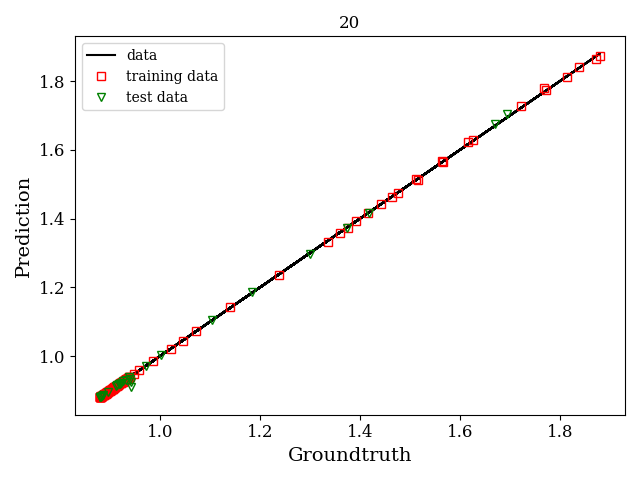 20
data
training data
test data
1.8
1.6
1.4
1.2
1.0
Prediction
1.0 1.2 1.4 1.6 1.8
Groundtruth